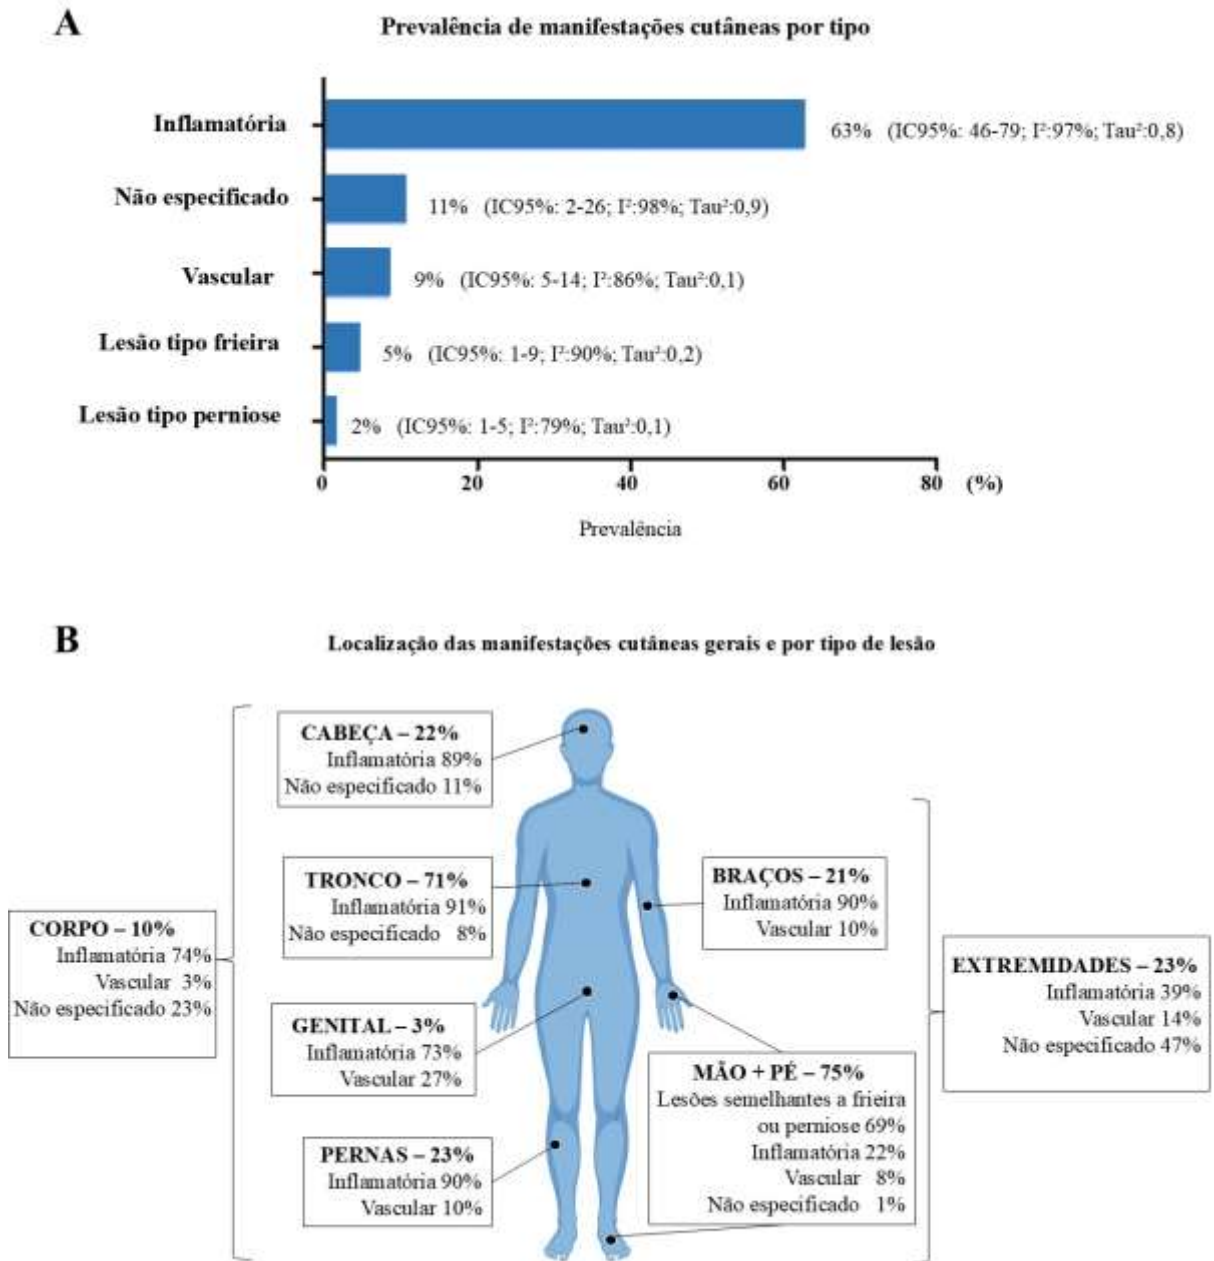 A
Prevalência de manifestações cutâneas por tipo
Inflamatória
63% (IC95%: 46-79; I²:97%; Tau²:0,8)
Não especificado
11% (IC95%: 2-26; I²:98%; Tau²:0,9)
Vascular
9% (IC95%: 5-14; I²:86%; Tau²:0,1)
Lesão tipo frieira
5% (IC95%: 1-9; I²:90%; Tau²:0,2)
Lesão tipo perniose
2% (IC95%: 1-5; I²:79%; Tau²:0,1)
0 20 40 60 80 (%)
Prevalência
B
Localização das manifestações cutâneas gerais e por tipo de lesão
CORPO – 10%
Inflamatória 74%
Vascular 3%
Não especificado 23%
CABEÇA – 22%
Inflamatória 89%
Não especificado 11%
TRONCO – 71%
Inflamatória 91%
Não especificado 8%
GENITAL – 3%
Inflamatória 73%
Vascular 27%
PERNAS – 23%
Inflamatória 90%
Vascular 10%
BRAÇOS – 21%
Inflamatória 90%
Vascular 10%
MÃO + PÉ – 75%
Lesões semelhantes a frieira
ou perniose 69%
Inflamatória 22%
Vascular 8%
Não especificado 1%
EXTREMIDADES – 23%
Inflamatória 39%
Vascular 14%
Não especificado 47%